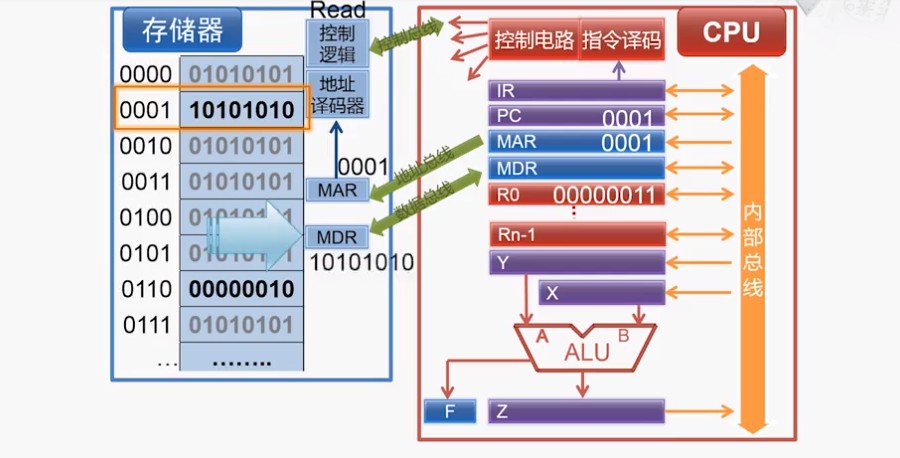 Read
存储器
控制
逻辑
地址
译码器
0000 01010101
0001 10101010
0010 01010101
0011 01010101
0100
0101
0110 00000010
0111 01010101
... ........
0001
MAR
MDR
10101010
控制总线
地址总线
数据总线
控制电路 指令译码
CPU
IR
PC 0001
MAR 0001
MDR
R0 00000011
⋮
Rn-1
Y
X
A B
ALU
F
Z
内部总线